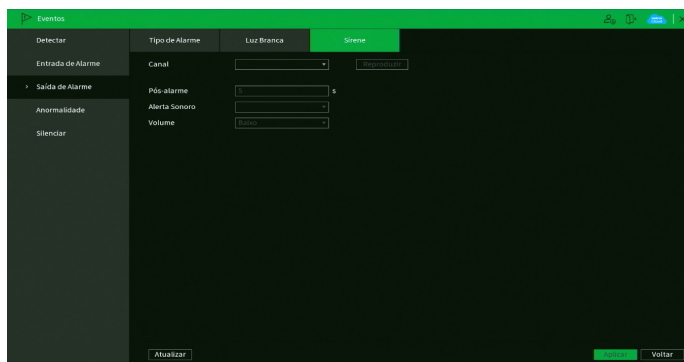 Eventos
Detectar
Tipo de Alarme
Luz Branca
Sirene
Entrada de Alarme
Canal
Reproduzir
Saída de Alarme
Pós-alarme
5
s
Alerta Sonoro
Anormalidade
Volume
Baixo
Silenciar
Atualizar
Aplicar
Voltar